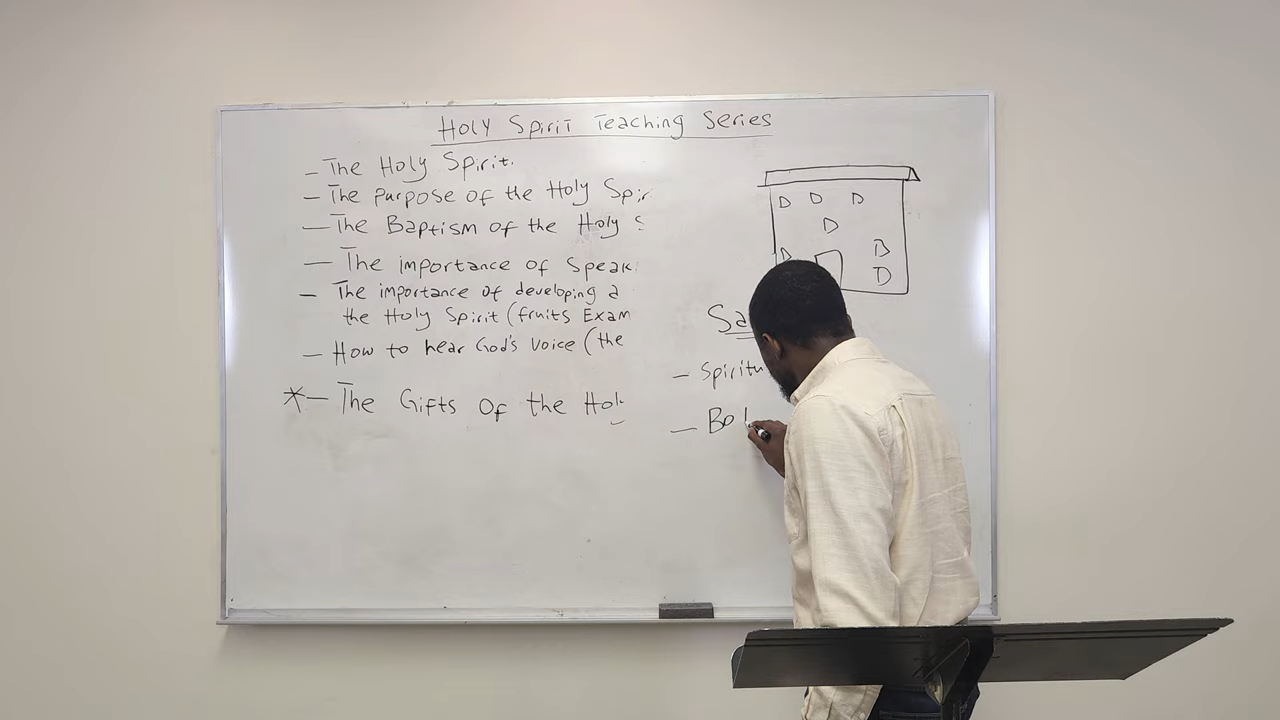 Holy Spirit Teaching Series
- The Holy Spirit.
- The purpose of the Holy Spir
- The Baptism of the Holy S
- The importance of Speak
- The importance of developing a
the Holy Spirit (fruits Exam
- How to hear God's voice (the
*- The Gifts of the Hol
D D D
D
D
D
D
Sa
- Spiritu
- Bo